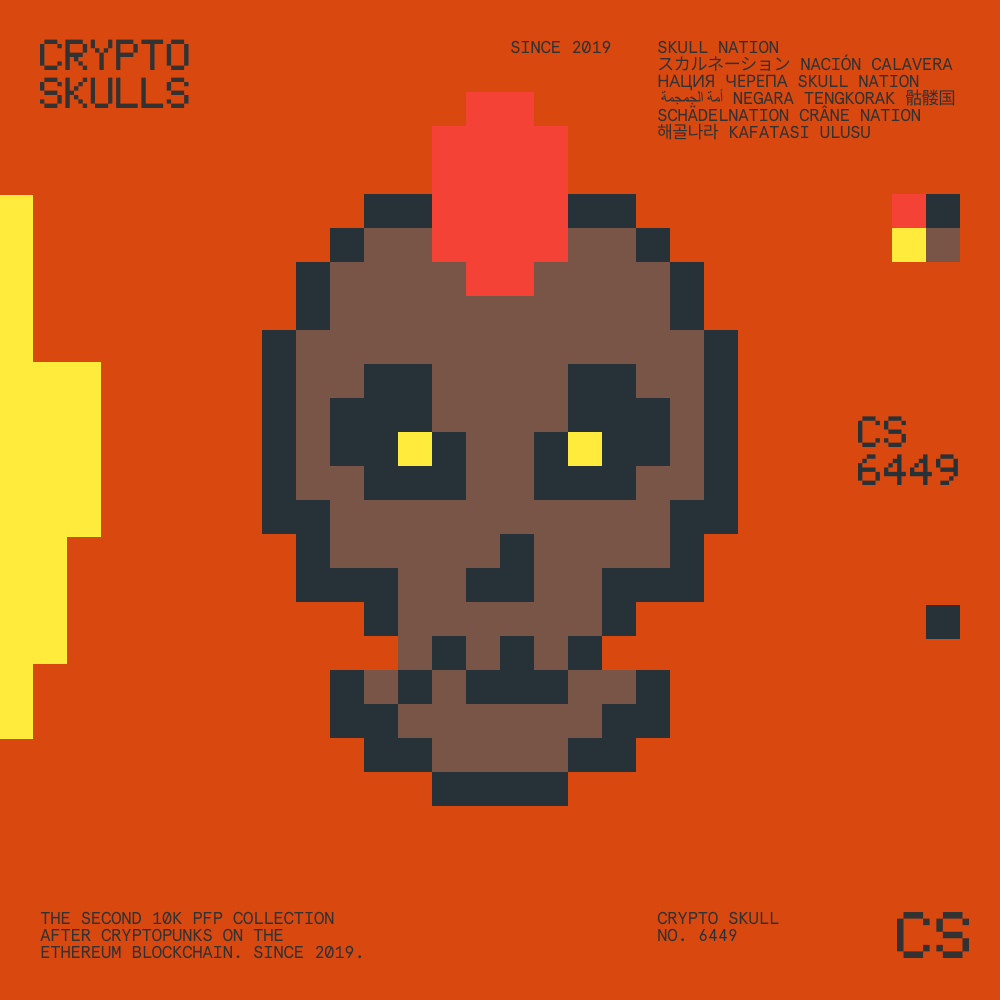 CRYPTO
SKULLS
SINCE 2019
SKULL NATION
スカルネーション NACIÓN CALAVERA
НАЦИЯ ЧЕРЕПА SKULL NATION
أمة الجمجمة NEGARA TENGKORAK 骷髅国
SCHÄDELNATION CRÂNE NATION
해골나라 KAFATASI ULUSU
CS
6449
THE SECOND 10K PFP COLLECTION
AFTER CRYPTOPUNKS ON THE
ETHEREUM BLOCKCHAIN. SINCE 2019.
CRYPTO SKULL
NO. 6449
CS